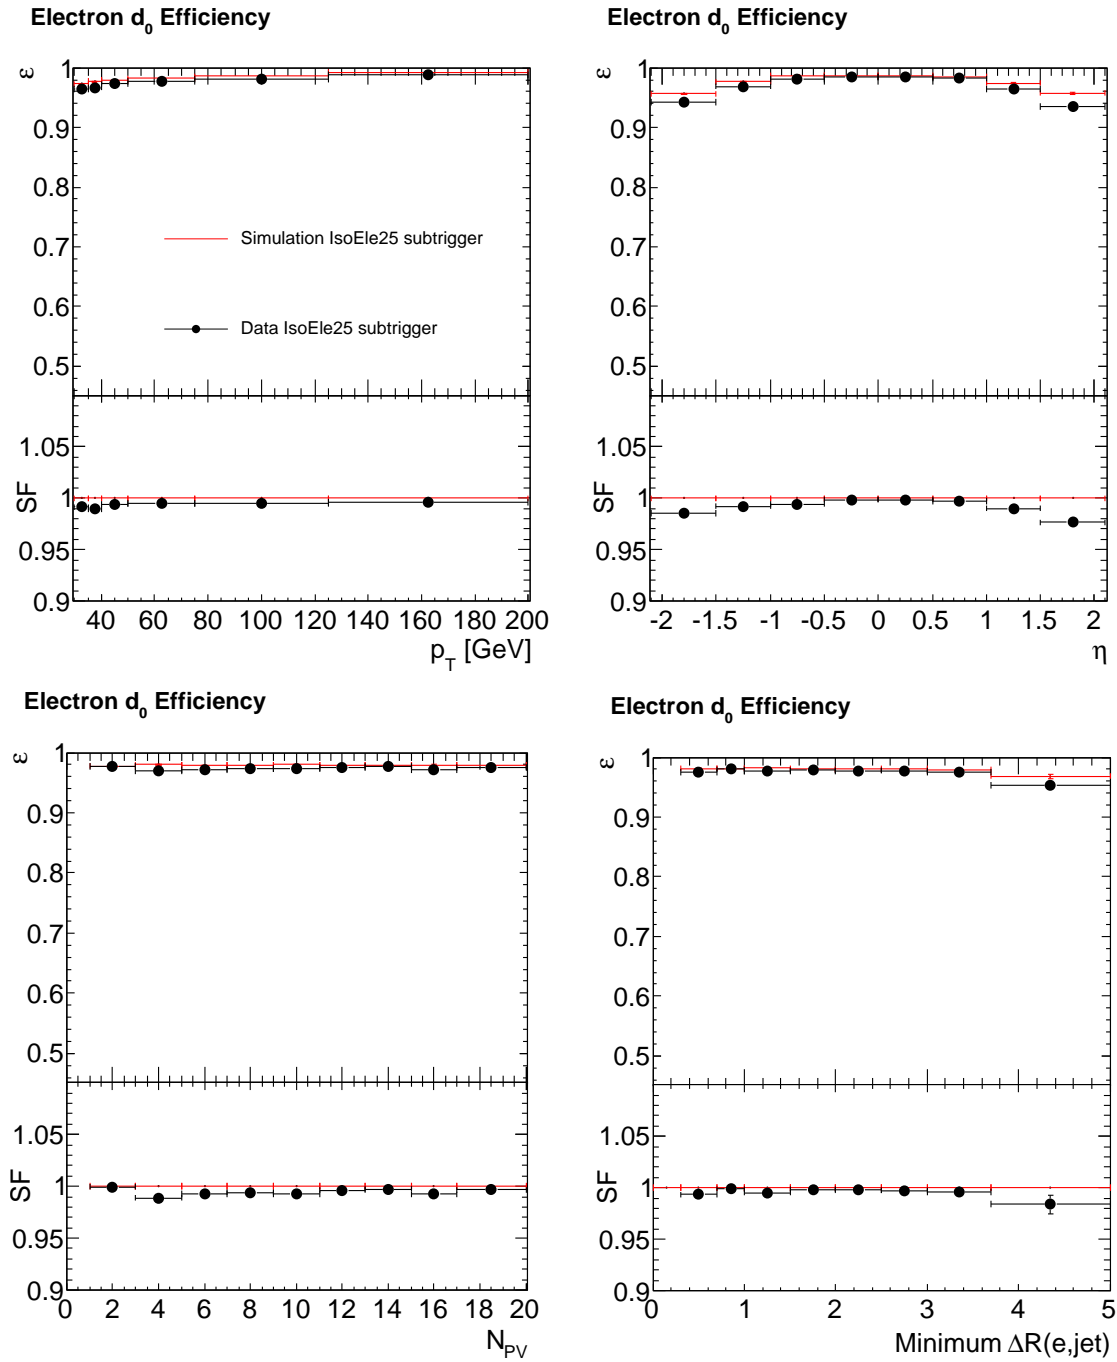 Electron d0 Efficiency
ε
1
0.9
0.8
0.7
0.6
0.5
Simulation IsoEle25 subtrigger
Data IsoEle25 subtrigger
SF
1.05
1
0.95
0.9
40 60 80 100 120 140 160 180 200
pT [GeV]
Electron d0 Efficiency
ε
1
0.9
0.8
0.7
0.6
0.5
SF
1.05
1
0.95
0.9
-2 -1.5 -1 -0.5 0 0.5 1 1.5 2
η
Electron d0 Efficiency
ε
1
0.9
0.8
0.7
0.6
0.5
SF
1.05
1
0.95
0.9
0 2 4 6 8 10 12 14 16 18 20
NPV
Electron d0 Efficiency
ε
1
0.9
0.8
0.7
0.6
0.5
SF
1.05
1
0.95
0.9
0 1 2 3 4 5
Minimum ΔR(e,jet)